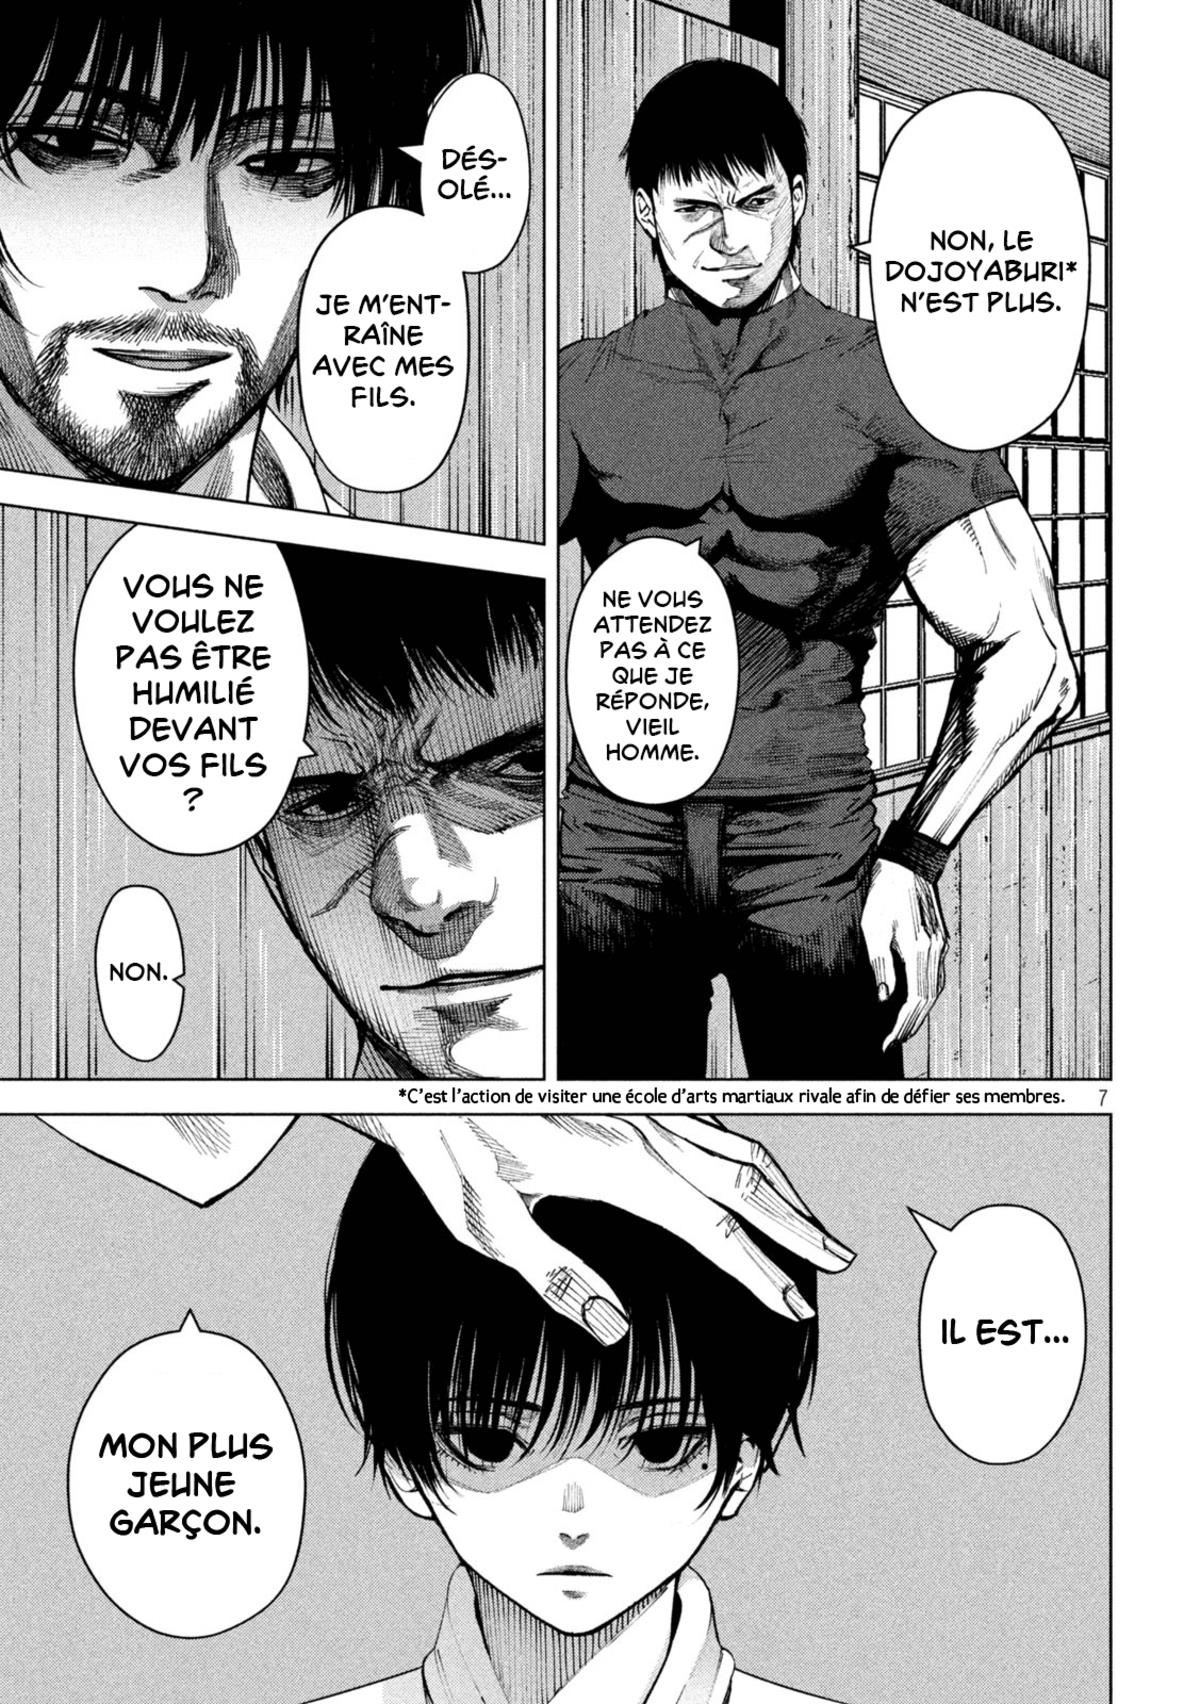 NON, LE
DOJOYABURI*
N'EST PLUS.
NE VOUS
ATTENDEZ
PAS À CE
QUE JE
RÉPONDE,
VIEIL
HOMME.
DÉS-
OLÉ...
JE M'ENT-
RAÎNE
AVEC MES
FILS.
VOUS NE
VOULEZ
PAS ÊTRE
HUMILIÉ
DEVANT
VOS FILS
?
NON.
*C'est l'action de visiter une école d'arts martiaux rivale afin de défier ses membres.
7
IL EST...
MON PLUS
JEUNE
GARÇON.